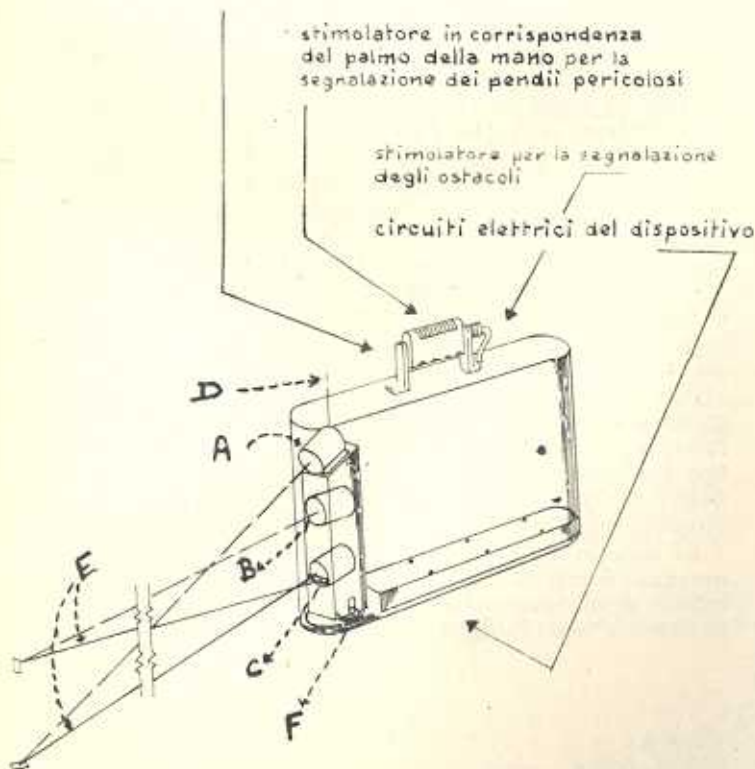 stimolatore in corrispondenza
del palmo della mano per la
segnalazione dei pendii pericolosi
stimolatore per la segnalazione
degli ostacoli
circuiti elettrici del dispositivo
D
A
E
B
C
F